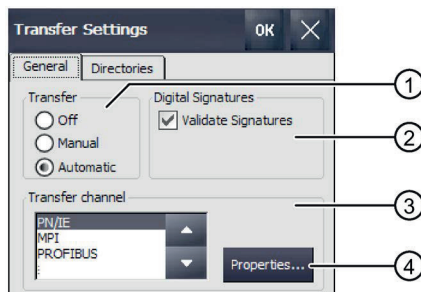 Transfer Settings OK
General Directories
Transfer Digital Signatures
Off Validate Signatures
Manual
Automatic
Transfer channel
PN/IE
MPI
PROFIBUS
Properties...
1
2
3
4